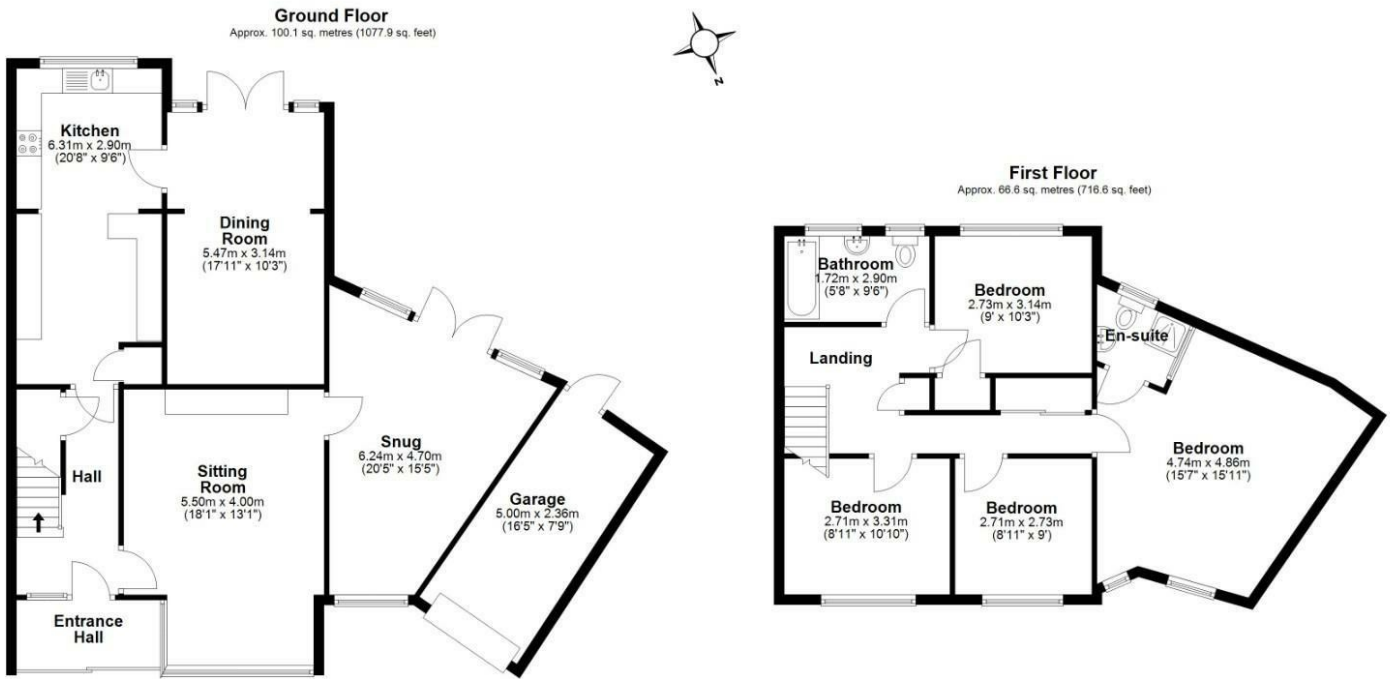 Ground Floor
Approx. 100.1 sq. metres (1077.9 sq. feet)
N
Kitchen
6.31m x 2.90m
(20'8" x 9'6")
Dining
Room
5.47m x 3.14m
(17'11" x 10'3")
Snug
6.24m x 4.70m
(20'5" x 15'5")
Hall
Sitting
Room
5.50m x 4.00m
(18'1" x 13'1")
Garage
5.00m x 2.36m
(16'5" x 7'9")
Entrance
Hall
First Floor
Approx. 66.6 sq. metres (716.6 sq. feet)
Bathroom
1.72m x 2.90m
(5'8" x 9'6")
Bedroom
2.73m x 3.14m
(9' x 10'3")
En-suite
Landing
Bedroom
4.74m x 4.86m
(15'7" x 15'11")
Bedroom
2.71m x 3.31m
(8'11" x 10'10")
Bedroom
2.71m x 2.73m
(8'11" x 9')